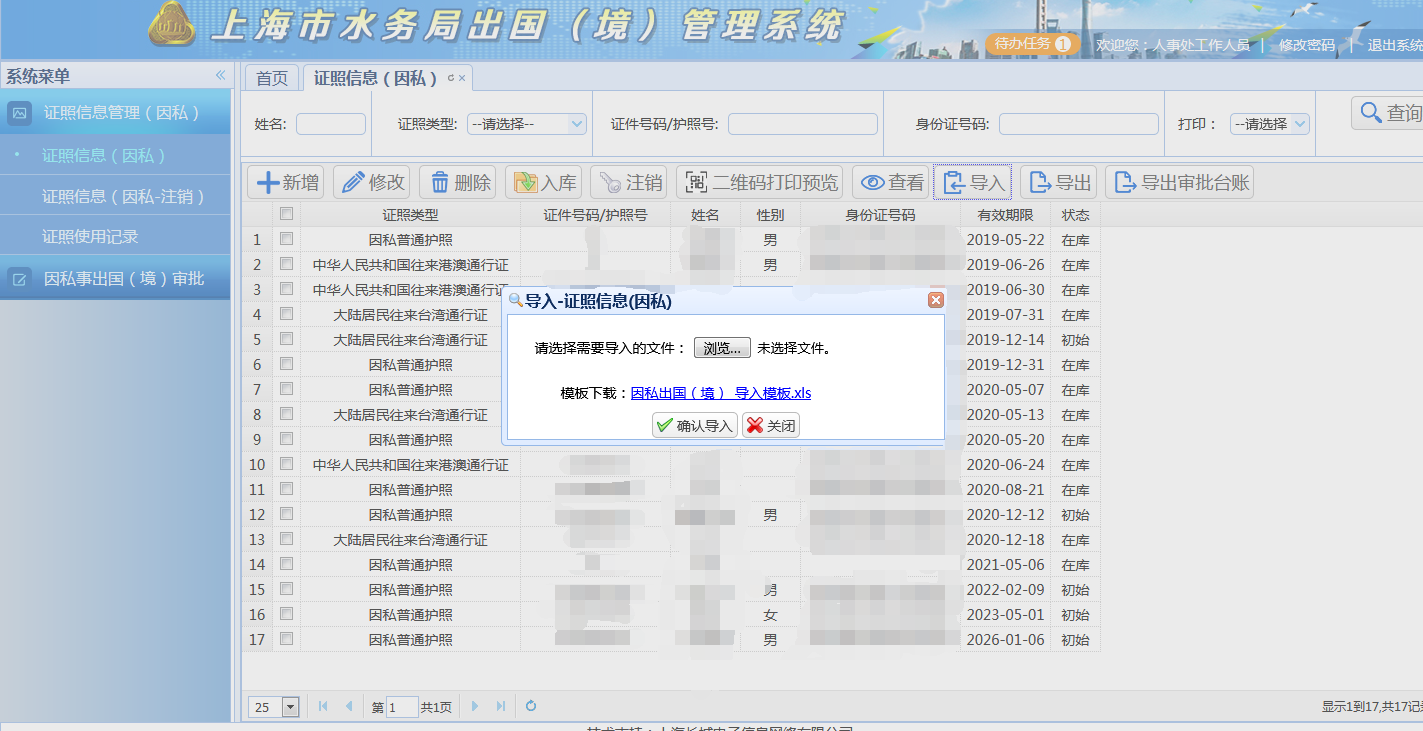 上海市水务局出国（境）管理系统
待办任务 1 欢迎您：人事处工作人员 | 修改密码 | 退出系统
系统菜单 «
首页 证照信息（因私）
证照信息管理（因私）
证照信息（因私）
证照信息（因私-注销）
证照使用记录
因私事出国（境）审批
姓名: 证照类型: --请选择-- 证件号码/护照号: 身份证号码: 打印： --请选择 查询
新增 修改 删除 入库 注销 二维码打印预览 查看 导入 导出 导出审批台账
证照类型 证件号码/护照号 姓名 性别 身份证号码 有效期限 状态
1 因私普通护照 男 2019-05-22 在库
2 中华人民共和国往来港澳通行证 男 2019-06-26 在库
3 中华人民共和国往来港澳通行证 2019-06-30 在库
4 大陆居民往来台湾通行证 2019-07-31 在库
5 大陆居民往来台湾通行证 2019-12-14 初始
6 因私普通护照 2019-12-31 在库
7 因私普通护照 2020-05-07 在库
8 大陆居民往来台湾通行证 2020-05-13 在库
9 因私普通护照 2020-05-20 在库
10 中华人民共和国往来港澳通行证 2020-06-24 在库
11 因私普通护照 2020-08-21 在库
12 因私普通护照 男 2020-12-12 初始
13 大陆居民往来台湾通行证 2020-12-18 初始
14 因私普通护照 2021-05-06 在库
15 因私普通护照 男 2022-02-09 初始
16 因私普通护照 女 2023-05-01 初始
17 因私普通护照 男 2026-01-06 初始
导入-证照信息(因私)
请选择需要导入的文件： 浏览... 未选择文件。
模板下载：因私出国（境）_导入模板.xls
确认导入 关闭
25 第 1 共1页 显示1到17,共17记
技术支持：上海长城电子信息网络有限公司